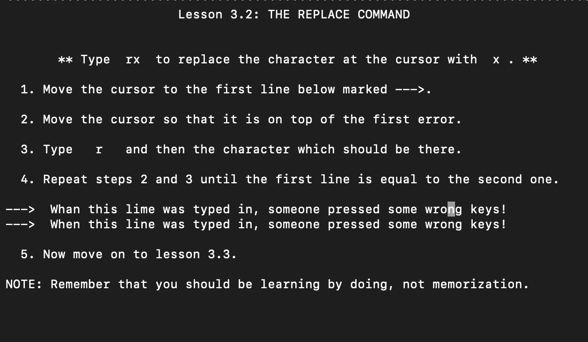 Lesson 3.2: THE REPLACE COMMAND
** Type rx to replace the character at the cursor with x . **
1. Move the cursor to the first line below marked --->.
2. Move the cursor so that it is on top of the first error.
3. Type r and then the character which should be there.
4. Repeat steps 2 and 3 until the first line is equal to the second one.
---> Whan this lime was typed in, someone pressed some wrong keys!
---> When this line was typed in, someone pressed some wrong keys!
5. Now move on to lesson 3.3.
NOTE: Remember that you should be learning by doing, not memorization.